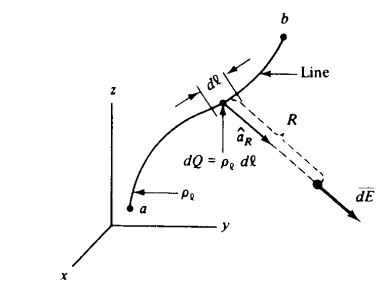 b
dℓ
Line
z
R
â_R
dQ = ρ_ℓ dℓ
dE̅
ρ_ℓ
a
y
x